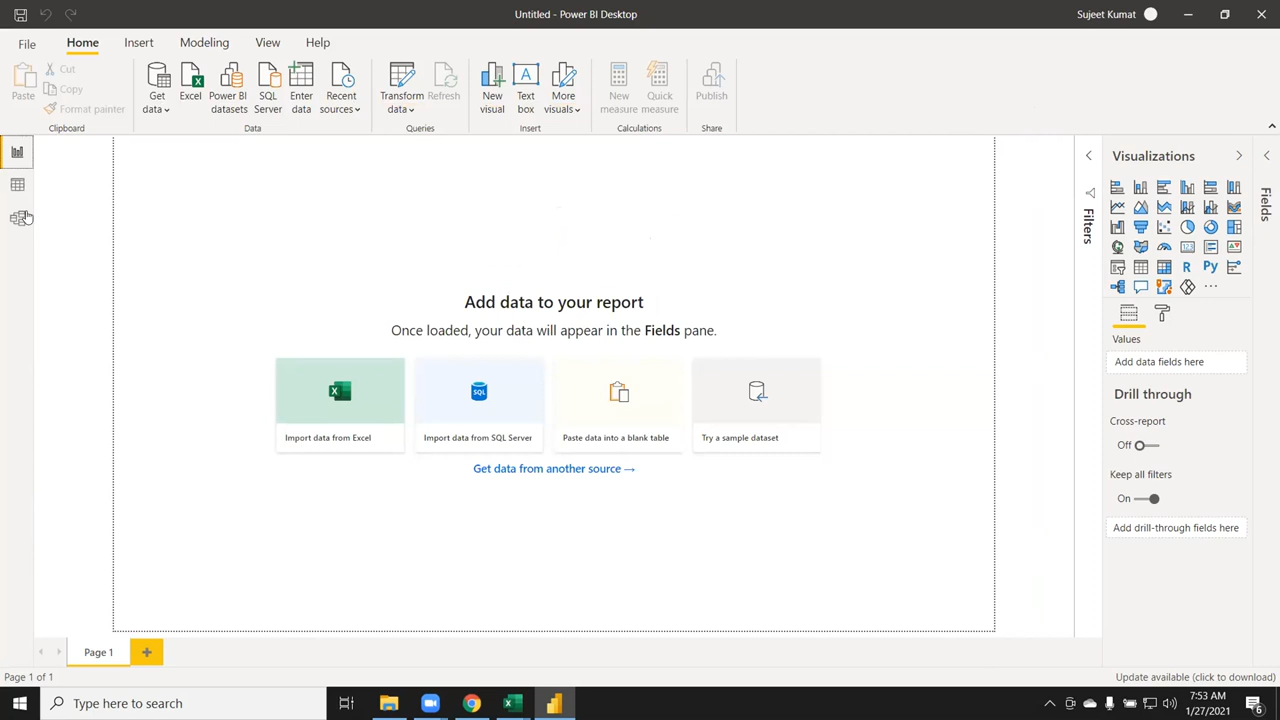 Untitled - Power BI Desktop
Sujeet Kumat
File Home Insert Modeling View Help
Paste
Cut
Copy
Format painter
Clipboard
Get data
Excel
Power BI datasets
SQL Server
Enter data
Recent sources
Data
Transform data
Refresh
Queries
New visual
A
Text box
More visuals
Insert
New measure
Quick measure
Calculations
Publish
Share
Add data to your report
Once loaded, your data will appear in the Fields pane.
SQL
Import data from Excel
Import data from SQL Server
Paste data into a blank table
Try a sample dataset
Get data from another source →
Filters
Visualizations
123
R
Py
Values
Add data fields here
Drill through
Cross-report
Off
Keep all filters
On
Add drill-through fields here
Fields
Page 1
Page 1 of 1
Update available (click to download)
Type here to search
7:53 AM
1/27/2021
6